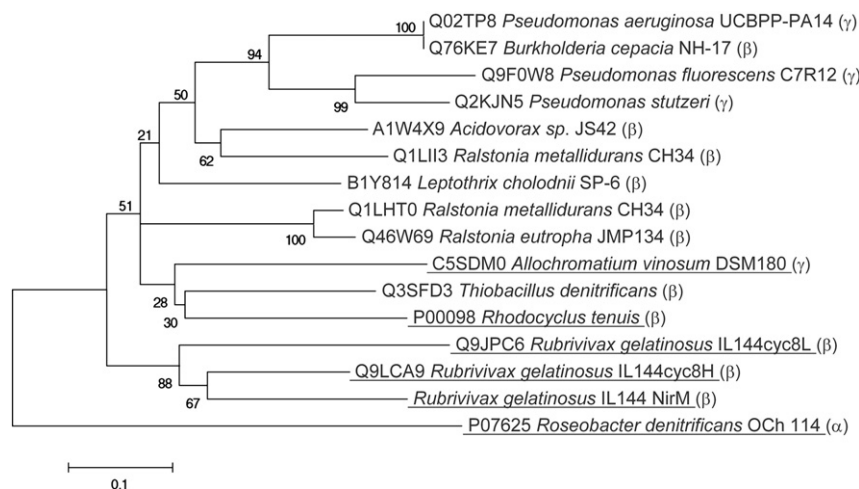 Q02TP8 Pseudomonas aeruginosa UCBPP-PA14 (γ)
100
Q76KE7 Burkholderia cepacia NH-17 (β)
94
Q9F0W8 Pseudomonas fluorescens C7R12 (γ)
50
99
Q2KJN5 Pseudomonas stutzeri (γ)
A1W4X9 Acidovorax sp. JS42 (β)
21
62
Q1LII3 Ralstonia metallidurans CH34 (β)
B1Y814 Leptothrix cholodnii SP-6 (β)
51
Q1LHT0 Ralstonia metallidurans CH34 (β)
100
Q46W69 Ralstonia eutropha JMP134 (β)
C5SDM0 Allochromatium vinosum DSM180 (γ)
28
Q3SFD3 Thiobacillus denitrificans (β)
30
P00098 Rhodocyclus tenuis (β)
Q9JPC6 Rubrivivax gelatinosus IL144cyc8L (β)
88
Q9LCA9 Rubrivivax gelatinosus IL144cyc8H (β)
67
Rubrivivax gelatinosus IL144 NirM (β)
P07625 Roseobacter denitrificans OCh 114 (α)
0.1